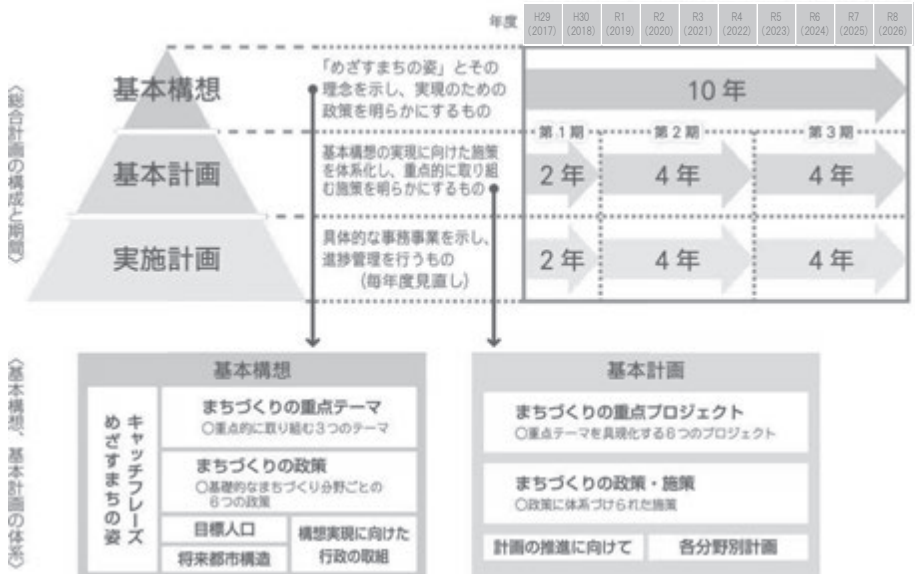 年度
H29 H30 R1 R2 R3 R4 R5 R6 R7 R8
(2017) (2018) (2019) (2020) (2021) (2022) (2023) (2024) (2025) (2026)
〈総合計画の構成と期間〉
基本構想
「めざすまちの姿」とその
理念を示し、実現のための
政策を明らかにするもの
10年
第1期 第2期 第3期
基本計画
基本構想の実現に向けた施策
を体系化し、重点的に取り組
む施策を明らかにするもの
2年 4年 4年
実施計画
具体的な事務事業を示し、
進捗管理を行うもの
(毎年度見直し)
2年 4年 4年
〈基本構想、基本計画の体系〉
基本構想
キャッチフレーズ
めざすまちの姿
まちづくりの重点テーマ
○重点的に取り組む3つのテーマ
まちづくりの政策
○基礎的なまちづくり分野ごとの
6つの政策
目標人口
将来都市構造
構想実現に向けた
行政の取組
基本計画
まちづくりの重点プロジェクト
○重点テーマを具現化する6つのプロジェクト
まちづくりの政策・施策
○政策に体系づけられた施策
計画の推進に向けて
各分野別計画